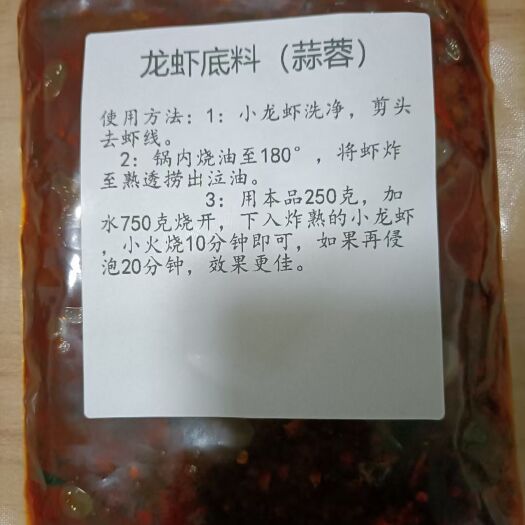 龙虾底料（蒜蓉）
使用方法：1：小龙虾洗净，剪头
去虾线。
2：锅内烧油至180°，将虾炸
至熟透捞出泣油。
3：用本品250克，加
水750克烧开，下入炸熟的小龙虾
，小火烧10分钟即可，如果再侵
泡20分钟，效果更佳。